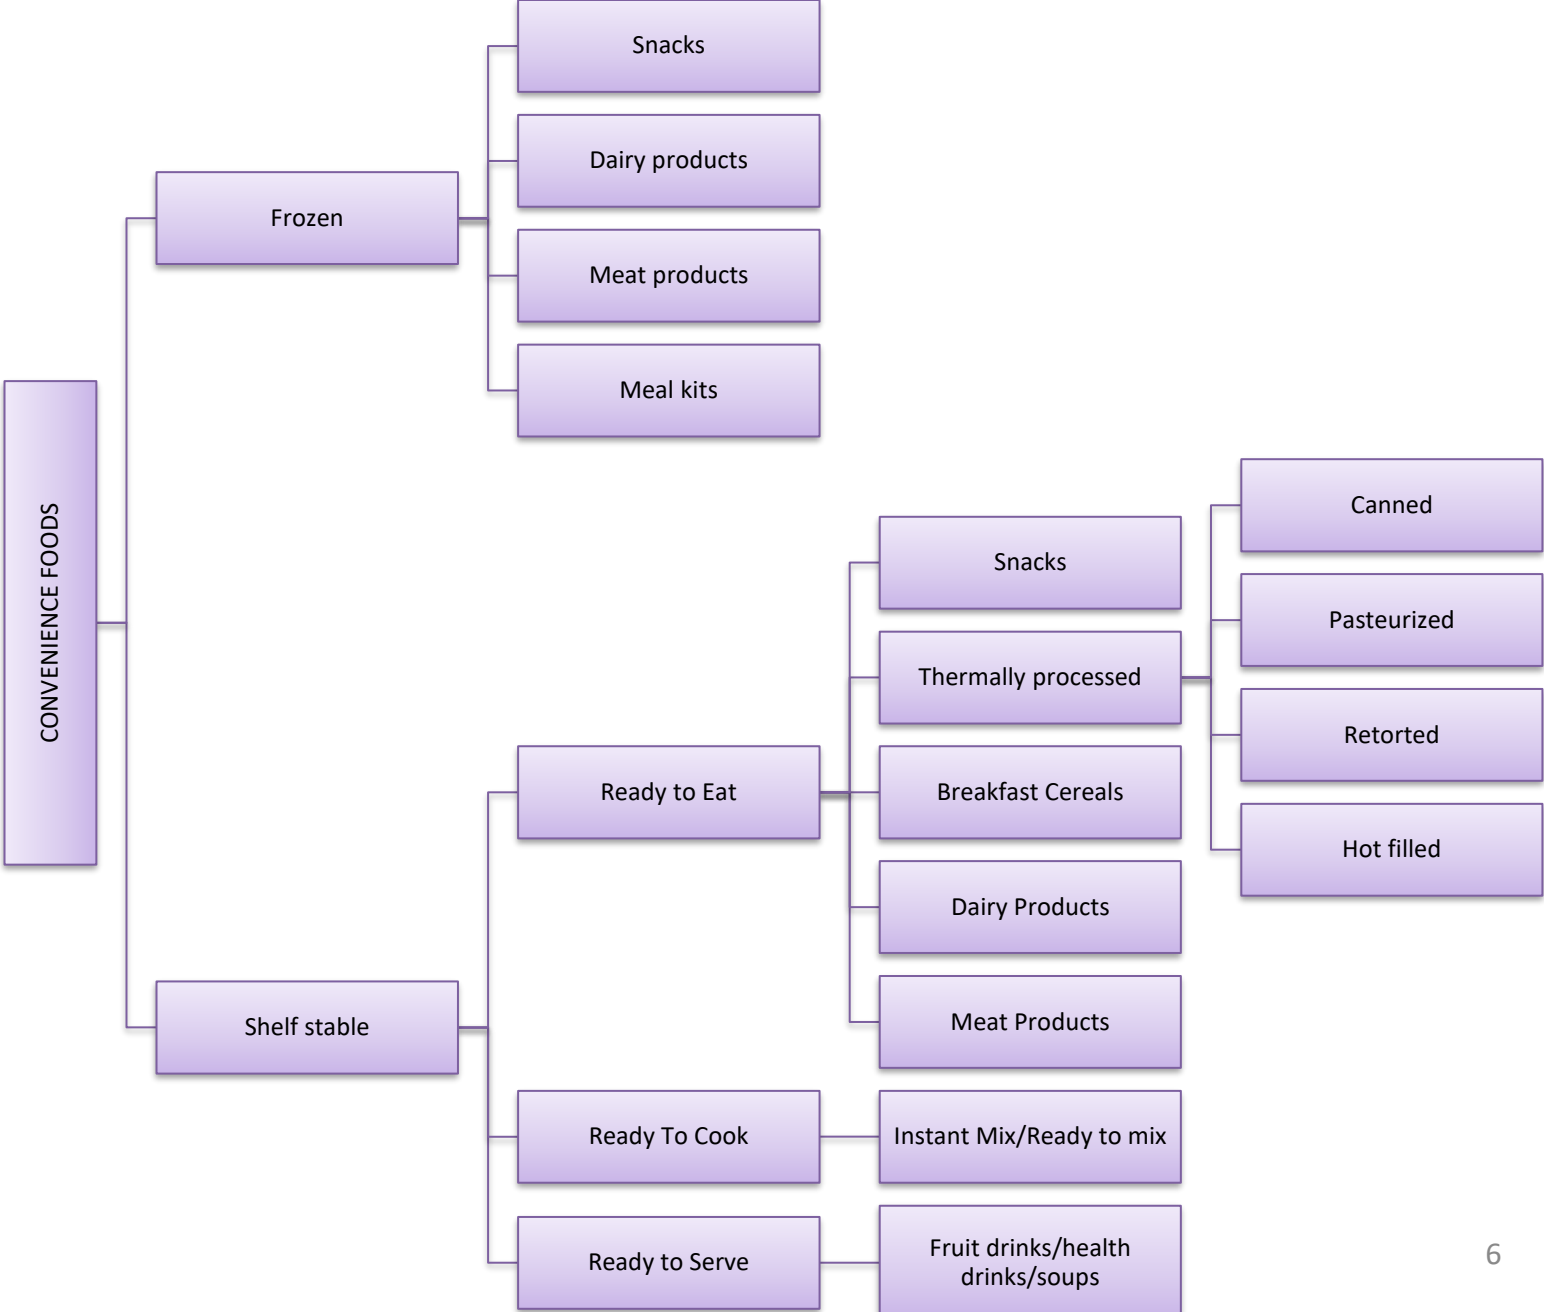 CONVENIENCE FOODS
Frozen
Snacks
Dairy products
Meat products
Meal kits
Shelf stable
Ready to Eat
Snacks
Thermally processed
Canned
Pasteurized
Retorted
Hot filled
Breakfast Cereals
Dairy Products
Meat Products
Ready To Cook
Instant Mix/Ready to mix
Ready to Serve
Fruit drinks/health
drinks/soups
6